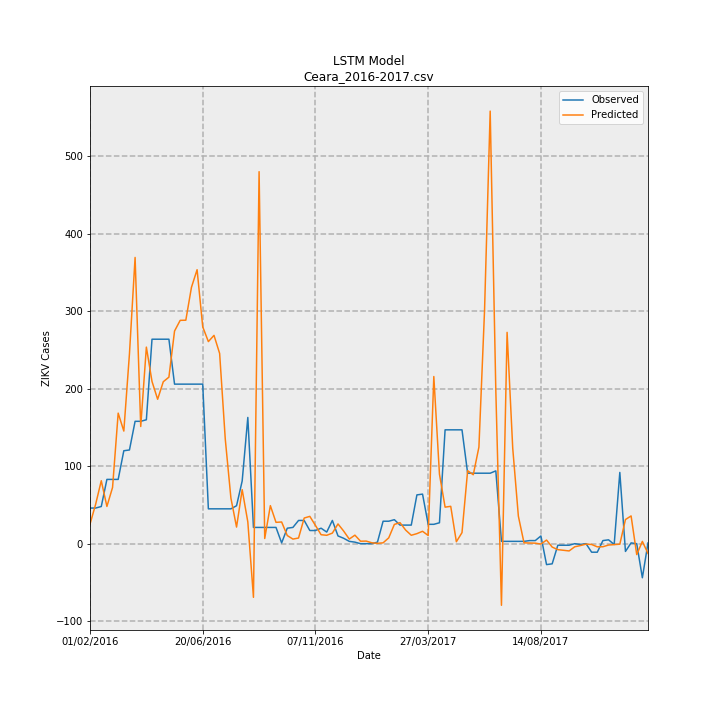 LSTM Model
Ceara_2016-2017.csv
Observed
Predicted
ZIKV Cases
500
400
300
200
100
0
−100
01/02/2016
20/06/2016
07/11/2016
27/03/2017
14/08/2017
Date